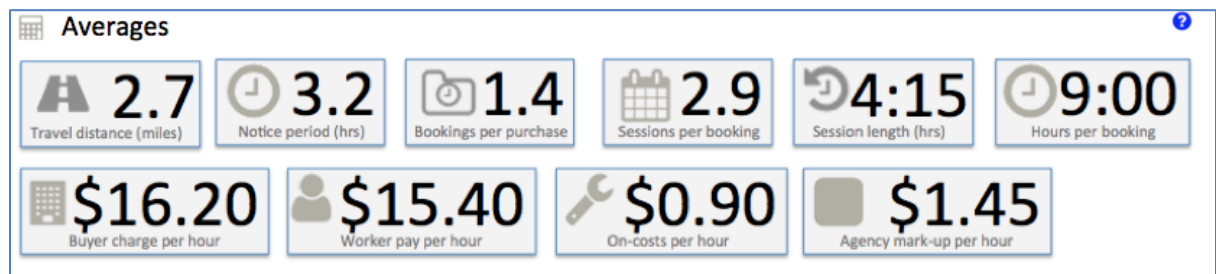 Averages
?
2.7
Travel distance (miles)
3.2
Notice period (hrs)
1.4
Bookings per purchase
2.9
Sessions per booking
4:15
Session length (hrs)
9:00
Hours per booking
$16.20
Buyer charge per hour
$15.40
Worker pay per hour
$0.90
On-costs per hour
$1.45
Agency mark-up per hour